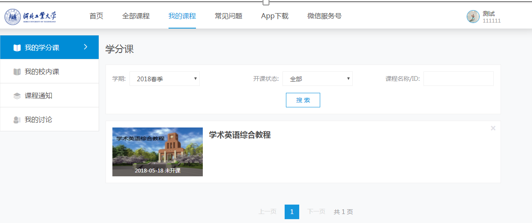 河北工业大学
首页 全部课程 我的课程 常见问题 App下载 微信服务号
测试
111111
我的学分课
我的校内课
课程通知
我的讨论
学分课
学期: 2018春季 开课状态: 全部 课程名称/ID:
搜 索
学术英语综合教程
2018-05-18 未开课
学术英语综合教程
上一页 1 下一页 共 1 页